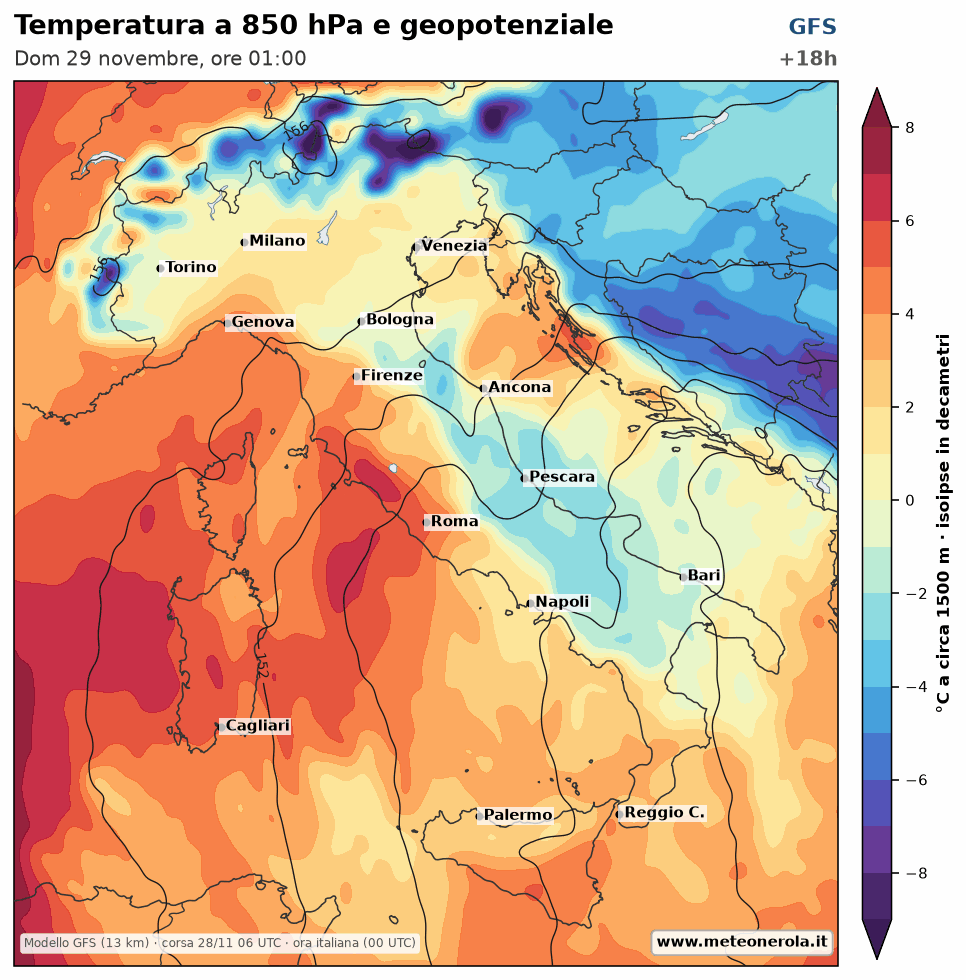 Temperatura a 850 hPa e geopotenziale
GFS
Dom 29 novembre, ore 01:00
+18h
166
156
Milano
Venezia
Torino
Genova
Bologna
Firenze
Ancona
Pescara
Roma
Bari
Napoli
152
Cagliari
Palermo
Reggio C.
8
6
4
2
0
−2
−4
−6
−8
°C a circa 1500 m · isoipse in decametri
Modello GFS (13 km) · corsa 28/11 06 UTC · ora italiana (00 UTC)
www.meteonerola.it